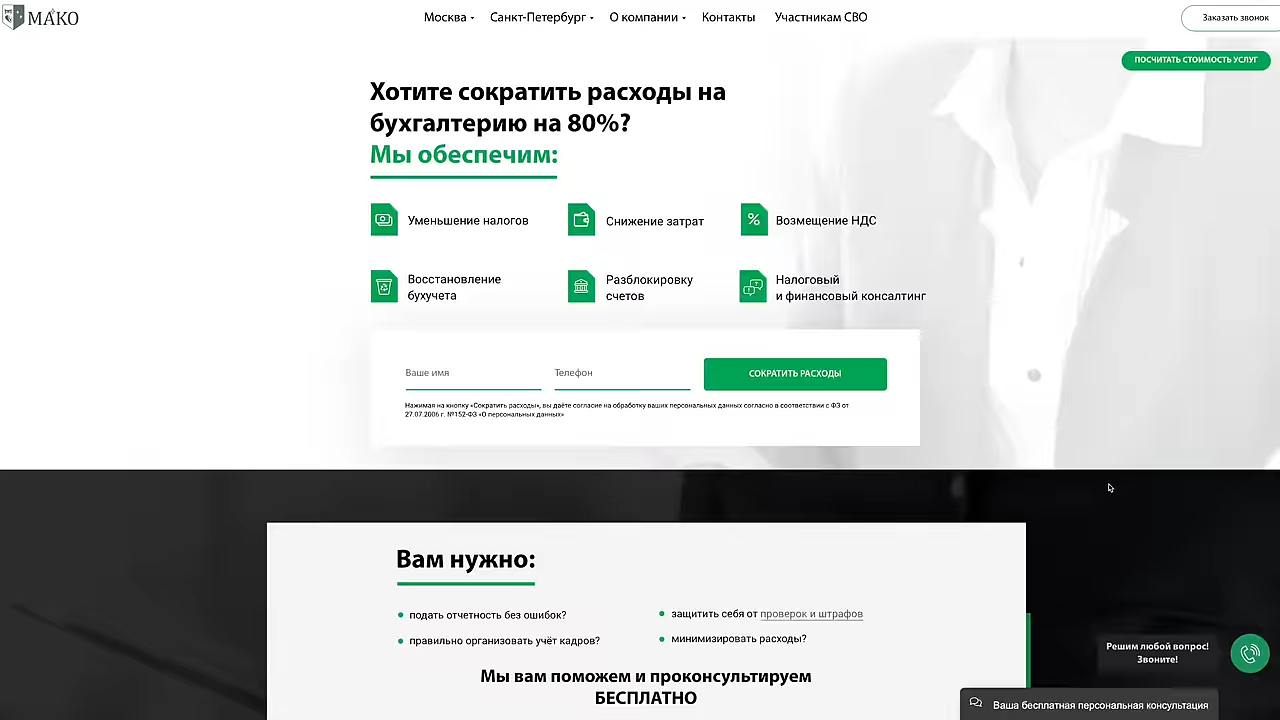 МАКО
Москва
Санкт-Петербург
О компании
Контакты
Участникам СВО
Заказать звонок
ПОСЧИТАТЬ СТОИМОСТЬ УСЛУГ
Хотите сократить расходы на
бухгалтерию на 80%?
Мы обеспечим:
Уменьшение налогов
Снижение затрат
Возмещение НДС
Восстановление
бухучета
Разблокировку
счетов
Налоговый
и финансовый консалтинг
Ваше имя
Телефон
СОКРАТИТЬ РАСХОДЫ
Нажимая на кнопку «Сократить расходы», вы даёте согласие на обработку ваших персональных данных согласно в соответствии с ФЗ от
27.07.2006 г. №152-ФЗ «О персональных данных»
Вам нужно:
подать отчетность без ошибок?
защитить себя от проверок и штрафов
правильно организовать учёт кадров?
минимизировать расходы?
Мы вам поможем и проконсультируем
БЕСПЛАТНО
Решим любой вопрос!
Звоните!
Ваша бесплатная персональная консультация